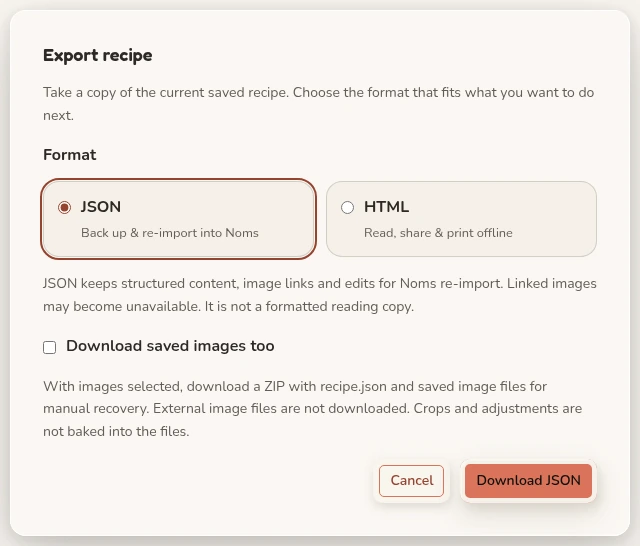 Export recipe
Take a copy of the current saved recipe. Choose the format that fits what you want to do
next.
Format
JSON
Back up & re-import into Noms
HTML
Read, share & print offline
JSON keeps structured content, image links and edits for Noms re-import. Linked images
may become unavailable. It is not a formatted reading copy.
Download saved images too
With images selected, download a ZIP with recipe.json and saved image files for
manual recovery. External image files are not downloaded. Crops and adjustments are
not baked into the files.
Cancel
Download JSON